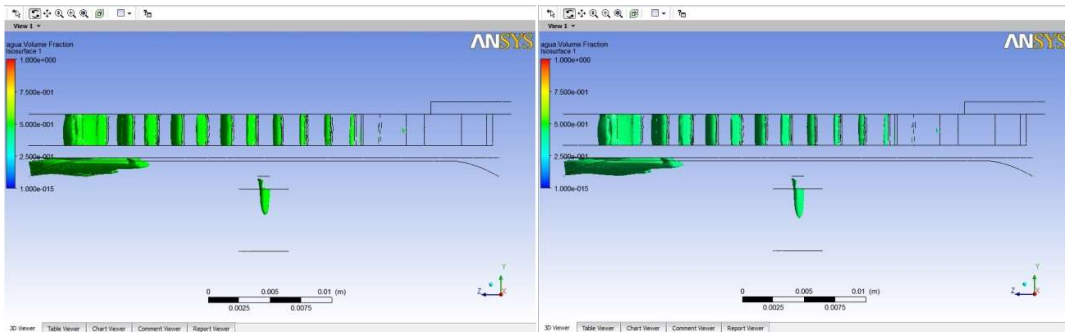 View 1
agua Volume Fraction
Isosurface 1
1.000e+000
7.500e-001
5.000e-001
2.500e-001
1.000e-015
ANSYS
Y
Z
X
0 0.005 0.01 (m)
0.0025 0.0075
3D Viewer Table Viewer Chart Viewer Comment Viewer Report Viewer
View 1
agua Volume Fraction
Isosurface 1
1.000e+000
7.500e-001
5.000e-001
2.500e-001
1.000e-015
ANSYS
Y
Z
X
0 0.005 0.01 (m)
0.0025 0.0075
3D Viewer Table Viewer Chart Viewer Comment Viewer Report Viewer